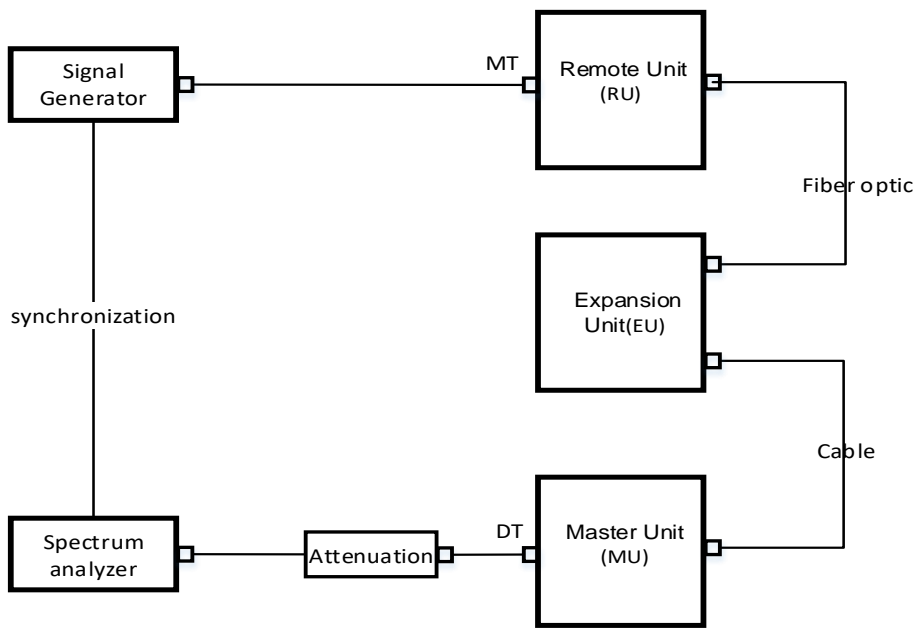 Signal
Generator
MT
Remote Unit
(RU)
Fiber optic
Expansion
Unit(EU)
synchronization
Cable
Spectrum
analyzer
Attenuation
DT
Master Unit
(MU)